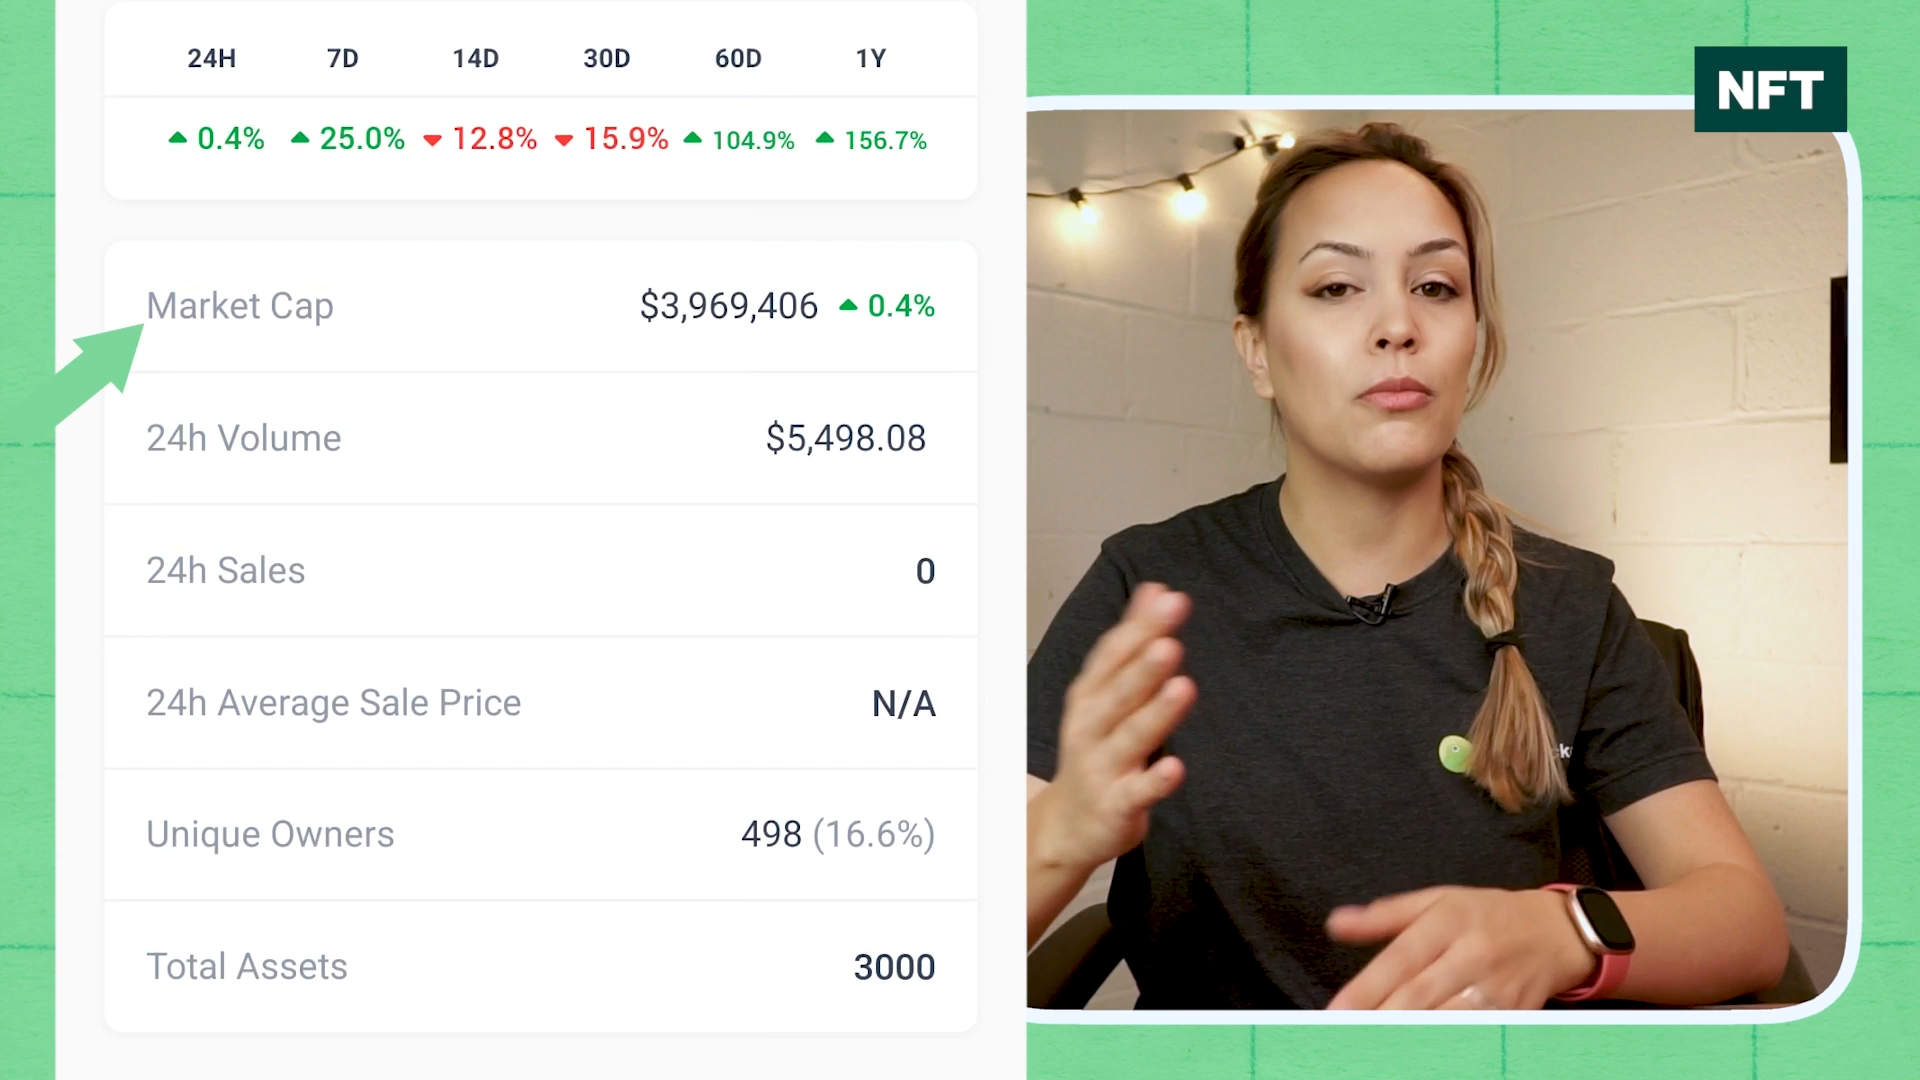 24H 7D 14D 30D 60D 1Y
0.4% 25.0% 12.8% 15.9% 104.9% 156.7%
Market Cap $3,969,406 0.4%
24h Volume $5,498.08
24h Sales 0
24h Average Sale Price N/A
Unique Owners 498 (16.6%)
Total Assets 3000
NFT